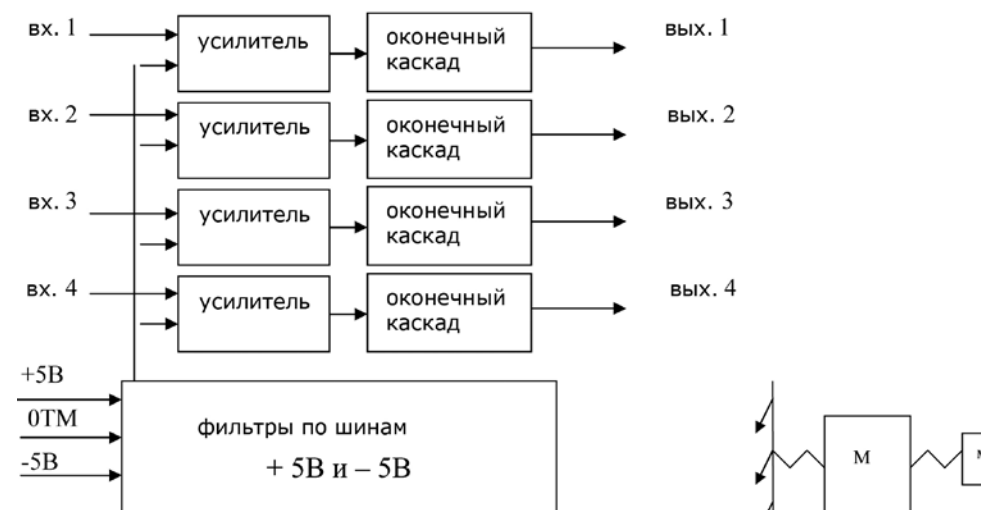 вх. 1
усилитель
оконечный
каскад
вых. 1
вх. 2
усилитель
оконечный
каскад
вых. 2
вх. 3
усилитель
оконечный
каскад
вых. 3
вх. 4
усилитель
оконечный
каскад
вых. 4
+5В
0ТМ
-5В
фильтры по шинам
+ 5В и – 5В
М